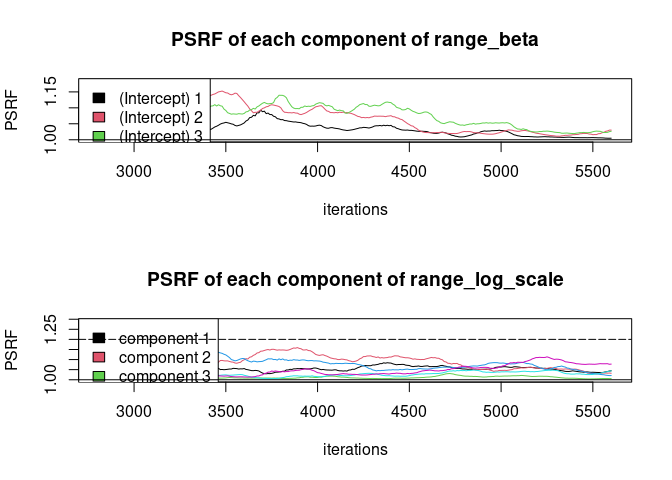 PSRF of each component of range_beta
PSRF
1.15
1.00
(Intercept) 1
(Intercept) 2
(Intercept) 3
3000 3500 4000 4500 5000 5500
iterations
PSRF of each component of range_log_scale
PSRF
1.25
1.00
component 1
component 2
component 3
3000 3500 4000 4500 5000 5500
iterations